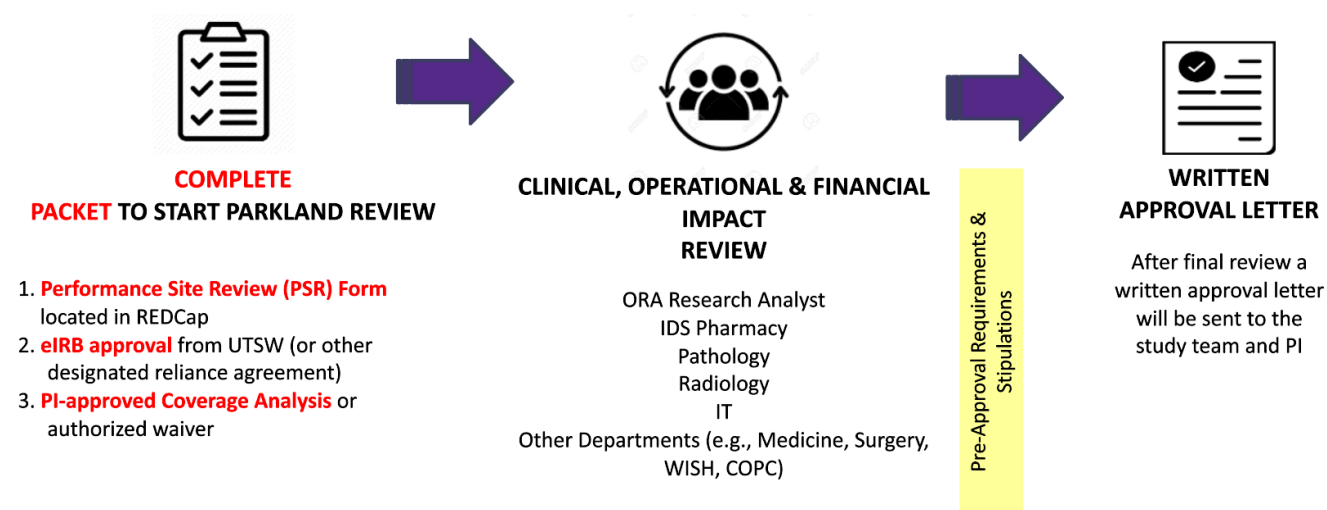 COMPLETE
PACKET TO START PARKLAND REVIEW
1. Performance Site Review (PSR) Form
located in REDCap
2. eIRB approval from UTSW (or other
designated reliance agreement)
3. PI-approved Coverage Analysis or
authorized waiver
CLINICAL, OPERATIONAL & FINANCIAL
IMPACT
REVIEW
ORA Research Analyst
IDS Pharmacy
Pathology
Radiology
IT
Other Departments (e.g., Medicine, Surgery,
WISH, COPC)
Pre-Approval Requirements &
Stipulations
WRITTEN
APPROVAL LETTER
After final review a
written approval letter
will be sent to the
study team and PI